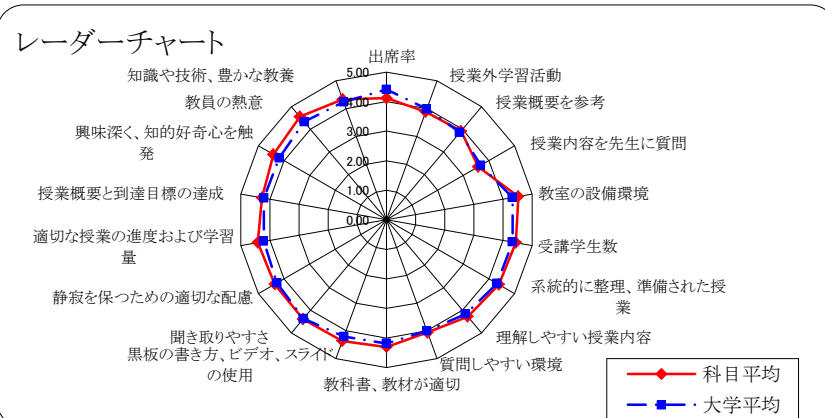 レーダーチャート
出席率
授業外学習活動
授業概要を参考
授業内容を先生に質問
教室の設備環境
受講学生数
系統的に整理、準備された授
業
理解しやすい授業内容
質問しやすい環境
教科書、教材が適切
黒板の書き方、ビデオ、スライド
の使用
聞き取りやすさ
静寂を保つための適切な配慮
適切な授業の進度および学習
量
授業概要と到達目標の達成
興味深く、知的好奇心を触
発
教員の熱意
知識や技術、豊かな教養
5.00
4.00
3.00
2.00
1.00
0.00
科目平均
大学平均